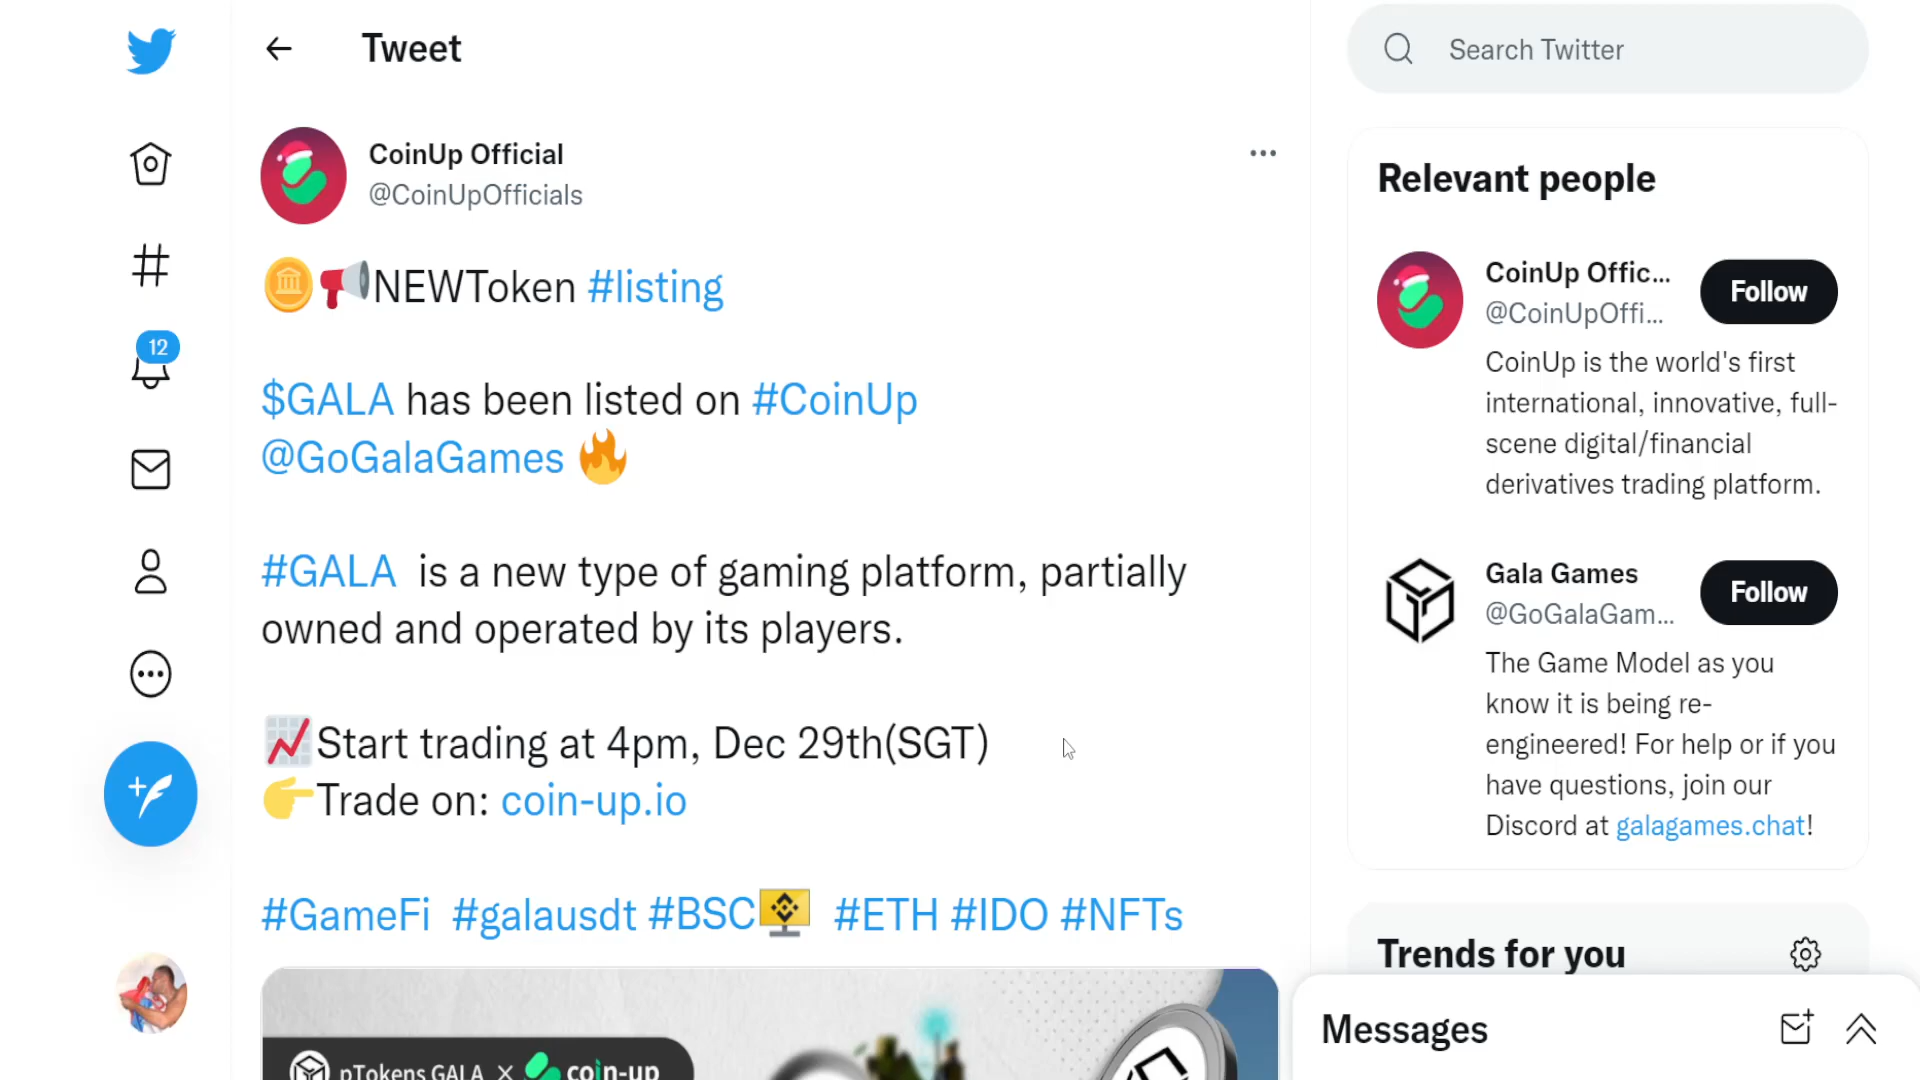 Tweet
Search Twitter
CoinUp Official
@CoinUpOfficials
NEWToken #listing
$GALA has been listed on #CoinUp
@GoGalaGames
#GALA is a new type of gaming platform, partially
owned and operated by its players.
Start trading at 4pm, Dec 29th(SGT)
Trade on: coin-up.io
#GameFi #galausdt #BSC #ETH #IDO #NFTs
pTokens GALA × coin-up
12
Relevant people
CoinUp Offic...
@CoinUpOffi...
Follow
CoinUp is the world's first
international, innovative, full-
scene digital/financial
derivatives trading platform.
Gala Games
@GoGalaGam...
Follow
The Game Model as you
know it is being re-
engineered! For help or if you
have questions, join our
Discord at galagames.chat!
Trends for you
Messages